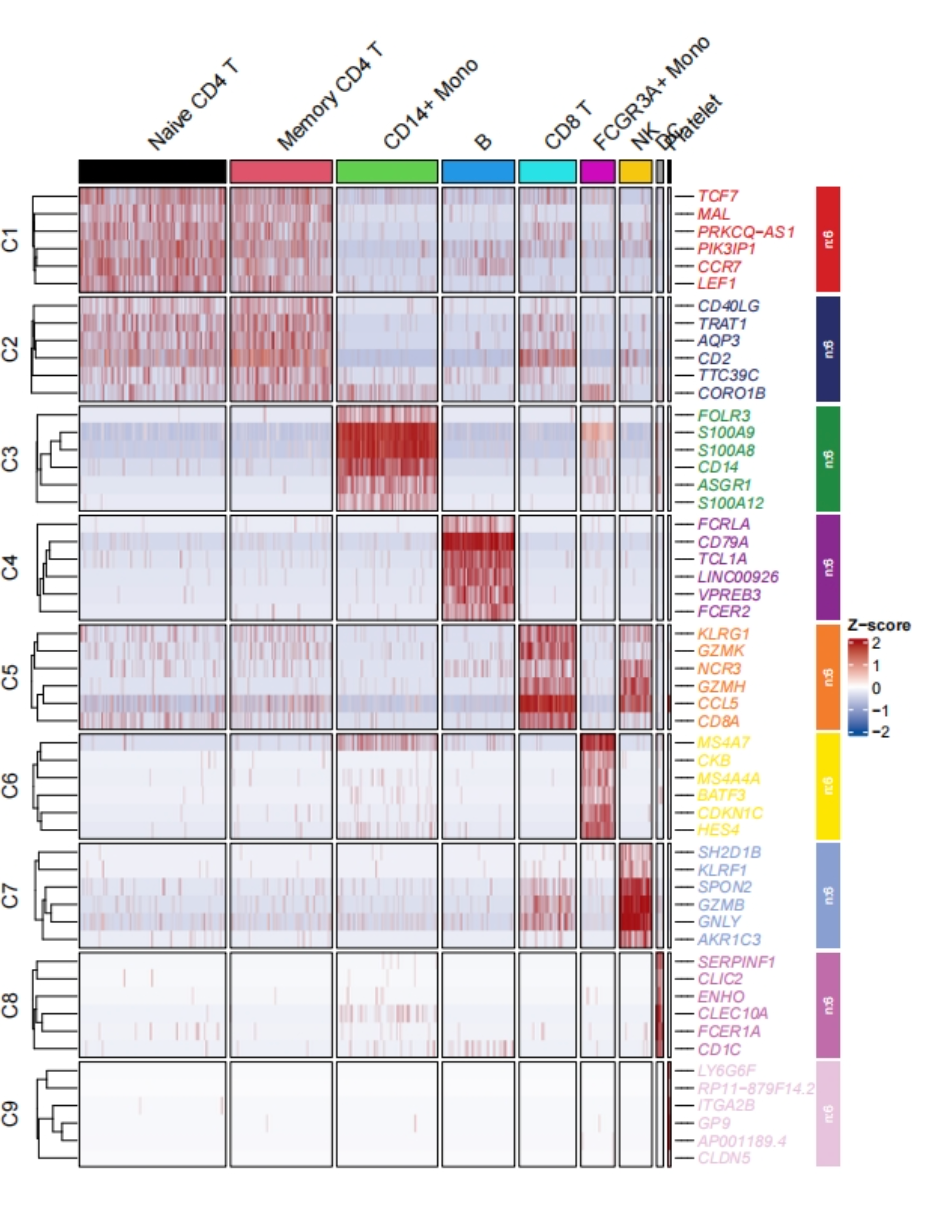 Naive CD4 T
Memory CD4 T
CD14+ Mono
B
CD8 T
FCGR3A+ Mono
NK
DC
Platelet
C1
TCF7
MAL
PRKCQ−AS1
PIK3IP1
CCR7
LEF1
n:6
C2
CD40LG
TRAT1
AQP3
CD2
TTC39C
CORO1B
n:6
C3
FOLR3
S100A9
S100A8
CD14
ASGR1
S100A12
n:6
C4
FCRLA
CD79A
TCL1A
LINC00926
VPREB3
FCER2
n:6
C5
KLRG1
GZMK
NCR3
GZMH
CCL5
CD8A
n:6
Z−score
2
1
0
−1
−2
C6
MS4A7
CKB
MS4A4A
BATF3
CDKN1C
HES4
n:6
C7
SH2D1B
KLRF1
SPON2
GZMB
GNLY
AKR1C3
n:6
C8
SERPINF1
CLIC2
ENHO
CLEC10A
FCER1A
CD1C
n:6
C9
LY6G6F
RP11−879F14.2
ITGA2B
GP9
AP001189.4
CLDN5
n:6